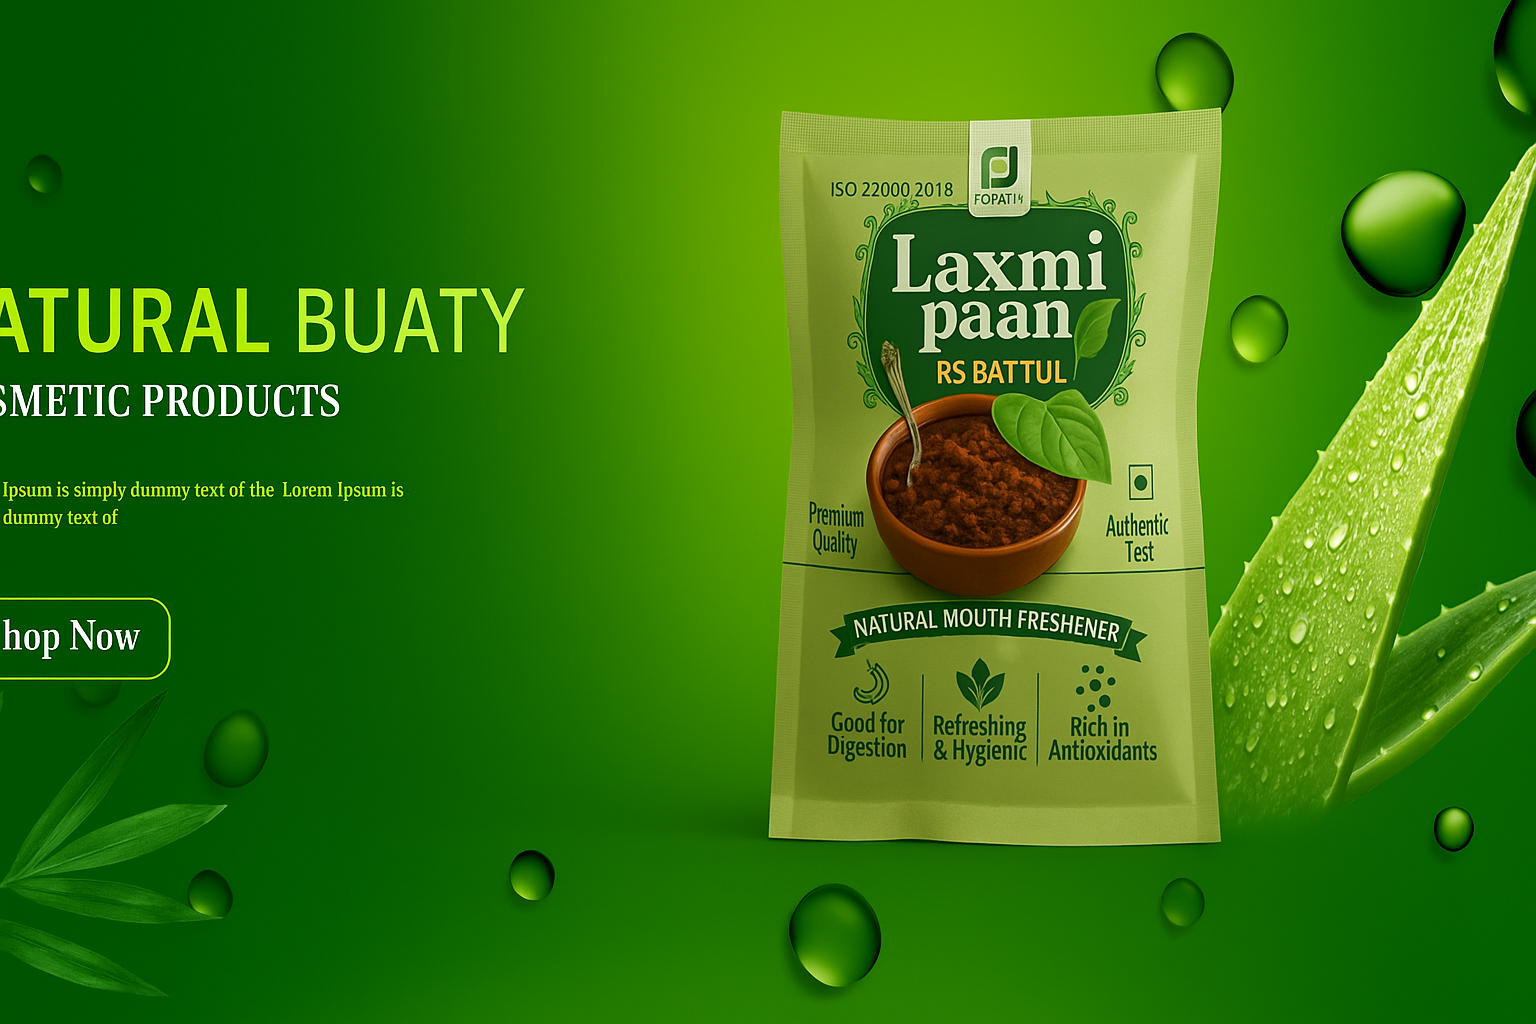 ATURAL BUATY
SMETIC PRODUCTS
Ipsum is simply dummy text of the Lorem Ipsum is
dummy text of
hop Now
ISO 22000 2018
FOPATI
Laxmi
paan
RS BATTUL
Premium
Quality
Authentic
Test
NATURAL MOUTH FRESHENER
Good for
Digestion
Refreshing
& Hygienic
Rich in
Antioxidants